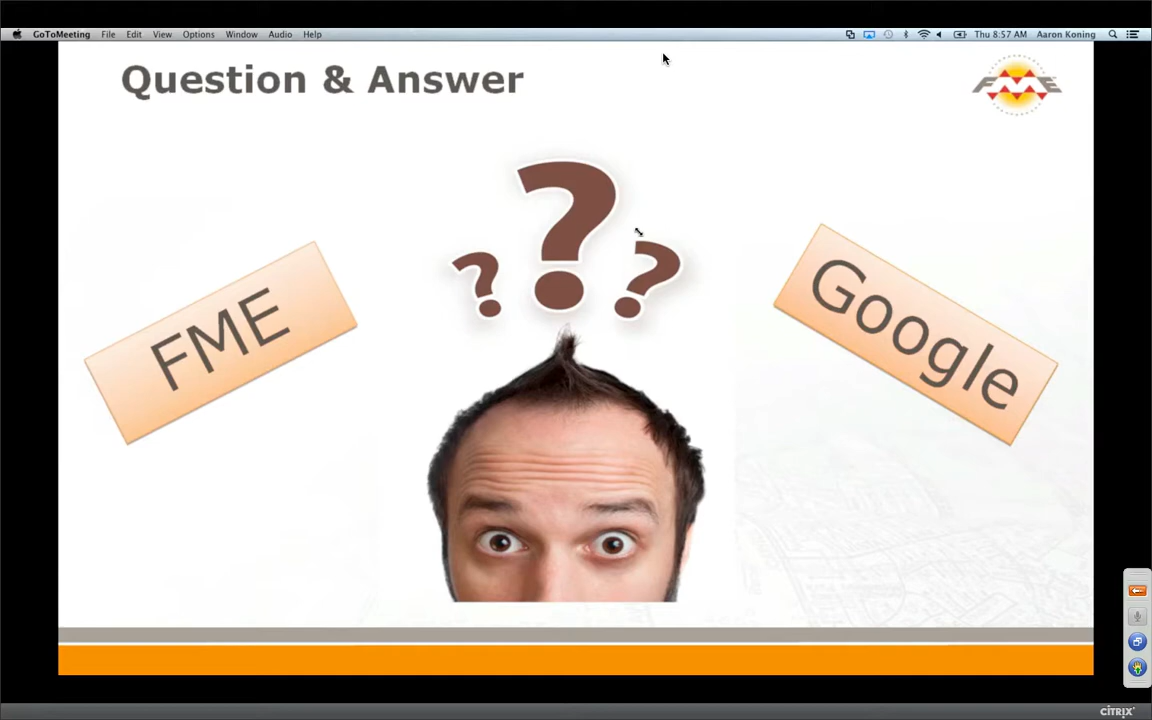 GoToMeeting File Edit View Options Window Audio Help Thu 8:57 AM Aaron Koning
Question & Answer
FME
? ? ?
FME
Google
CITRIX